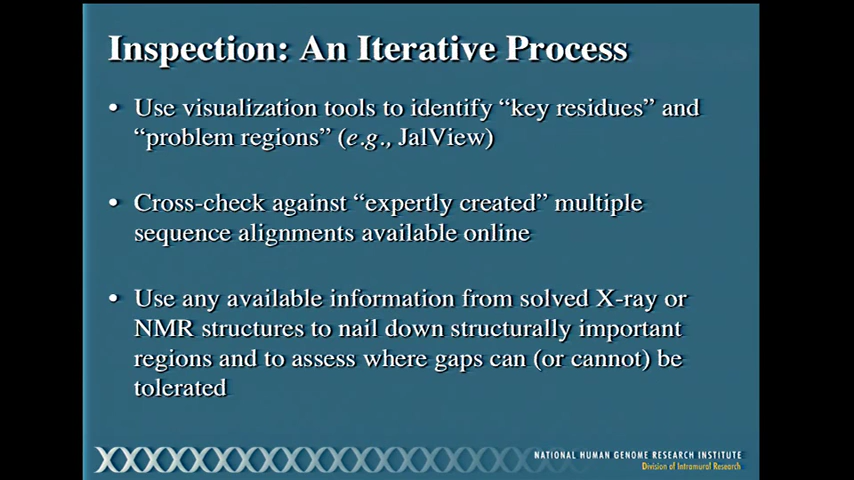 Inspection: An Iterative Process
• Use visualization tools to identify “key residues” and
“problem regions” (e.g., JalView)
• Cross-check against “expertly created” multiple
sequence alignments available online
• Use any available information from solved X-ray or
NMR structures to nail down structurally important
regions and to assess where gaps can (or cannot) be
tolerated
NATIONAL HUMAN GENOME RESEARCH INSTITUTE
Division of Intramural Research